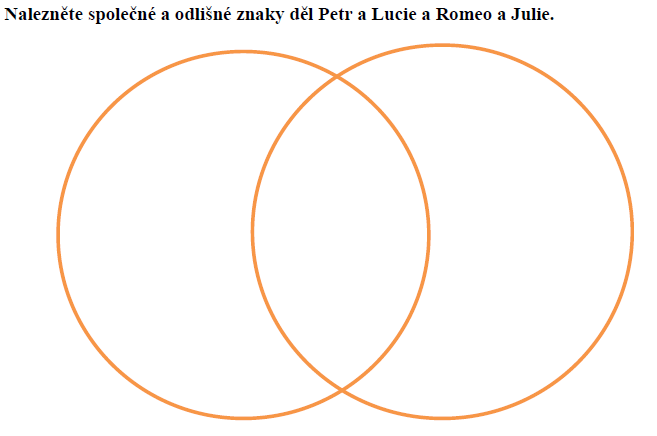 Nalezněte společné a odlišné znaky děl Petr a Lucie a Romeo a Julie.